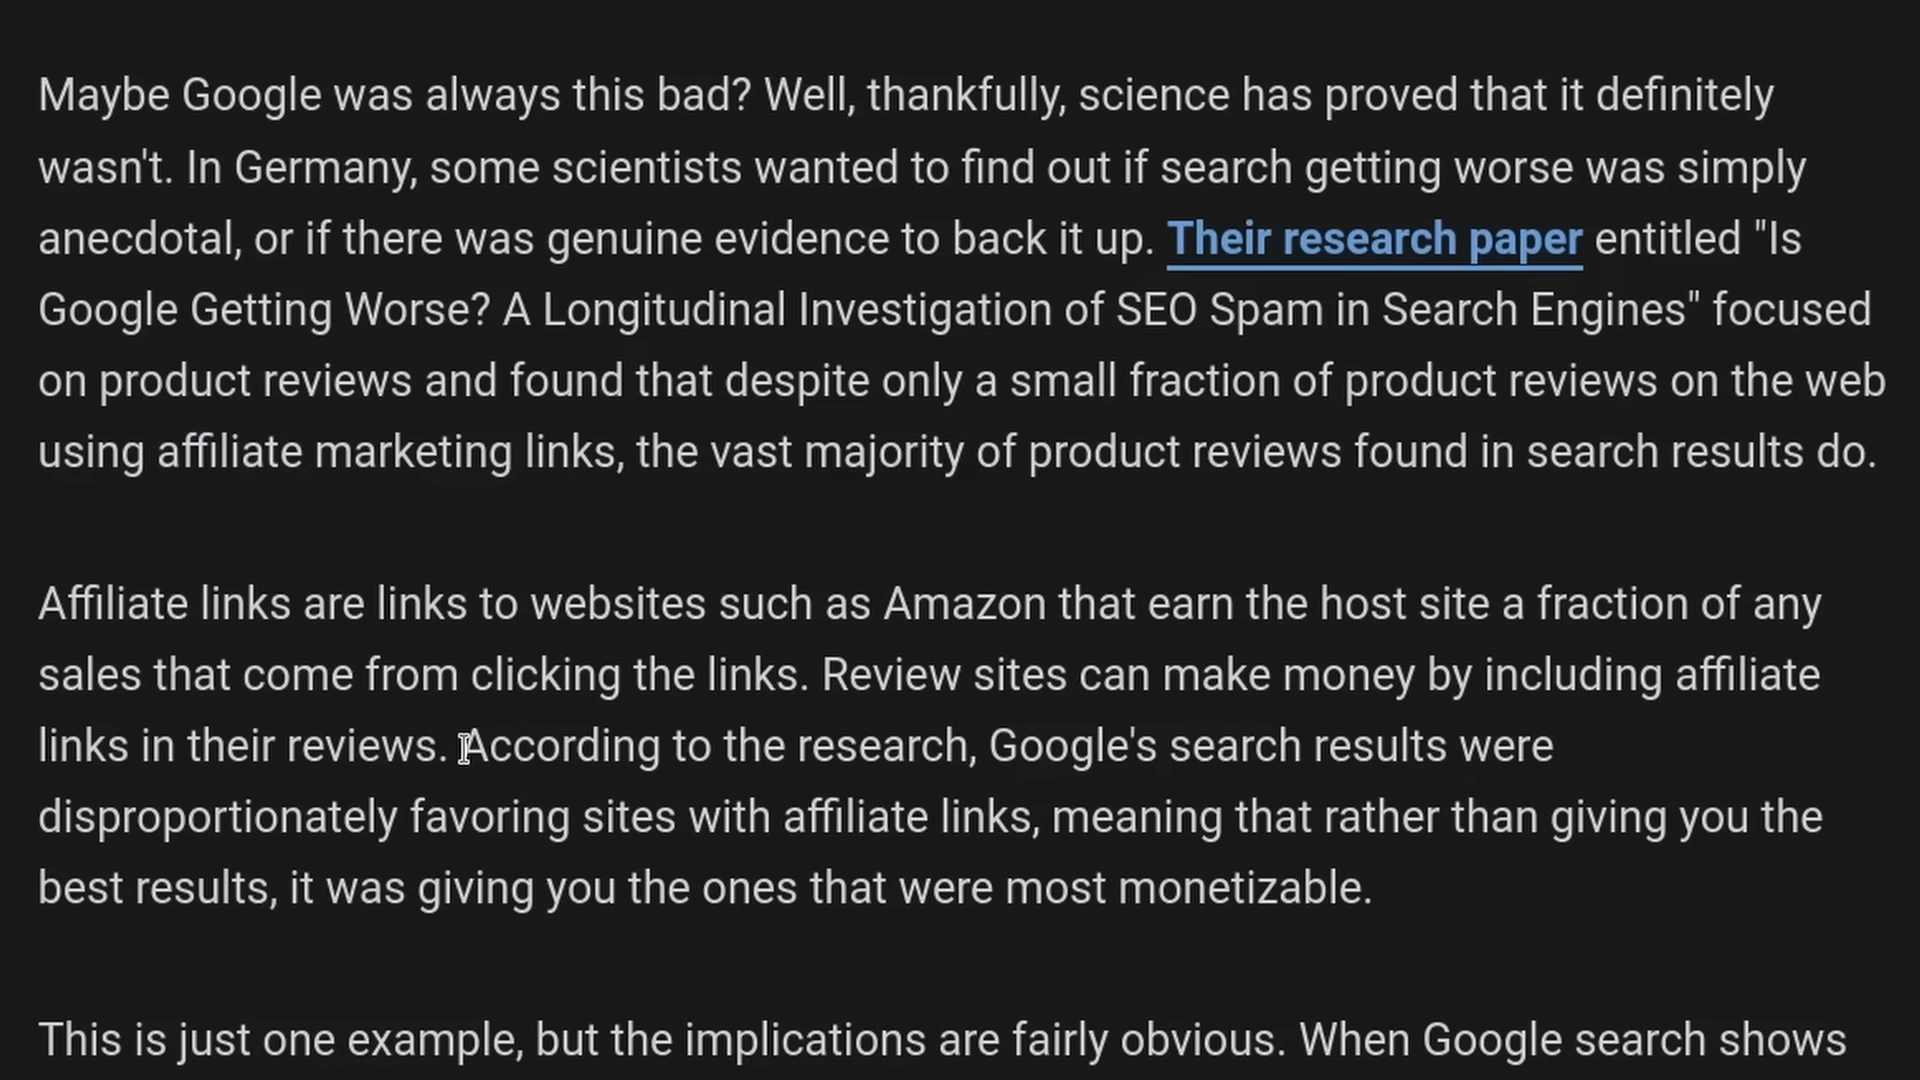 Maybe Google was always this bad? Well, thankfully, science has proved that it definitely
wasn't. In Germany, some scientists wanted to find out if search getting worse was simply
anecdotal, or if there was genuine evidence to back it up. Their research paper entitled "Is
Google Getting Worse? A Longitudinal Investigation of SEO Spam in Search Engines" focused
on product reviews and found that despite only a small fraction of product reviews on the web
using affiliate marketing links, the vast majority of product reviews found in search results do.
Affiliate links are links to websites such as Amazon that earn the host site a fraction of any
sales that come from clicking the links. Review sites can make money by including affiliate
links in their reviews. According to the research, Google's search results were
disproportionately favoring sites with affiliate links, meaning that rather than giving you the
best results, it was giving you the ones that were most monetizable.
This is just one example, but the implications are fairly obvious. When Google search shows